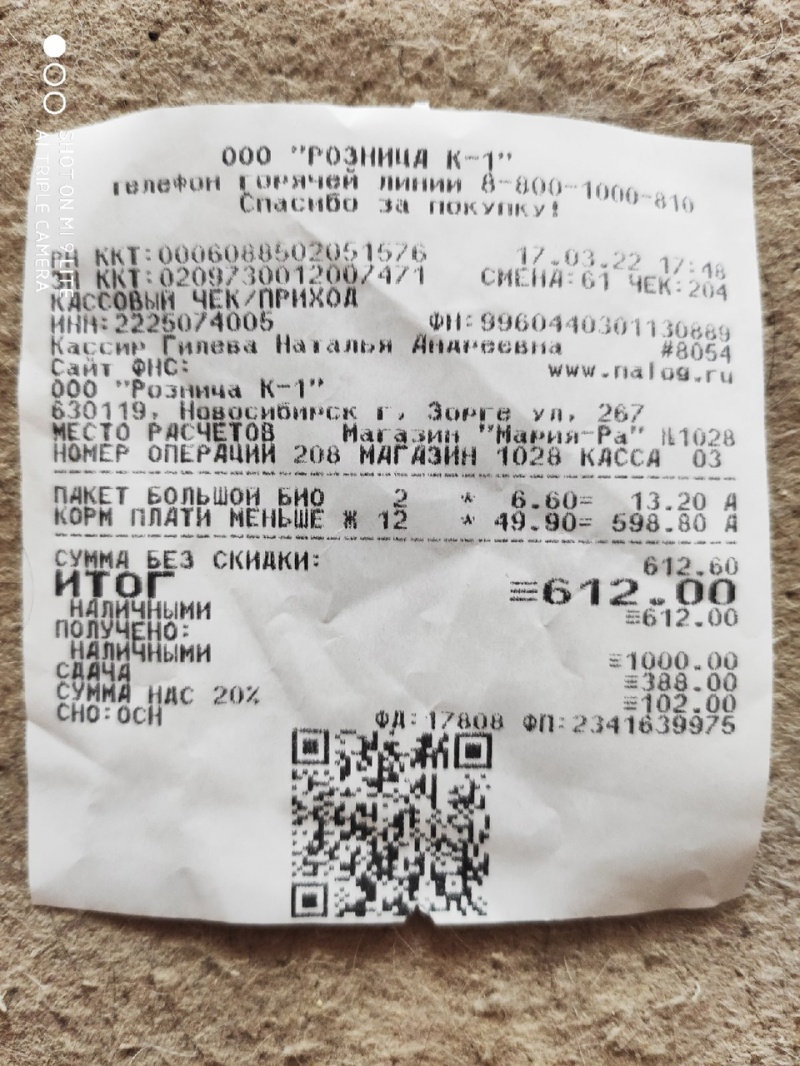 ООО "РОЗНИЦА К-1"
телефон горячей линии 8-800-1000-810
Спасибо за покупку!
РН ККТ:0006088502051576 17.03.22 17:48
ЗН ККТ:02097300120074​71 СМЕНА:61 ЧЕК:204
КАССОВЫЙ ЧЕК/ПРИХОД
ИНН:2225074005 ФН:9960440301130889
Кассир Гилева Наталья Андреевна #8054
Сайт ФНС: www.nalog.ru
ООО "Розница К-1"
630119, Новосибирск г, Зорге ул, 267
МЕСТО РАСЧЕТОВ Магазин "Мария-Ра" №1028
НОМЕР ОПЕРАЦИИ 208 МАГАЗИН 1028 КАССА 03
ПАКЕТ БОЛЬШОЙ БИО 2 * 6.60= 13.20 А
КОРМ ПЛАТИ МЕНЬШЕ Ж 12 * 49.90= 598.80 А
СУММА БЕЗ СКИДКИ: 612.60
ИТОГ ≡612.00
НАЛИЧНЫМИ ≡612.00
ПОЛУЧЕНО:
НАЛИЧНЫМИ ≡1000.00
СДАЧА ≡388.00
СУММА НДС 20% ≡102.00
СНО:ОСН ФД:17808 ФП:2341639975
SHOT ON MI 9 LITE
AI TRIPLE CAMERA